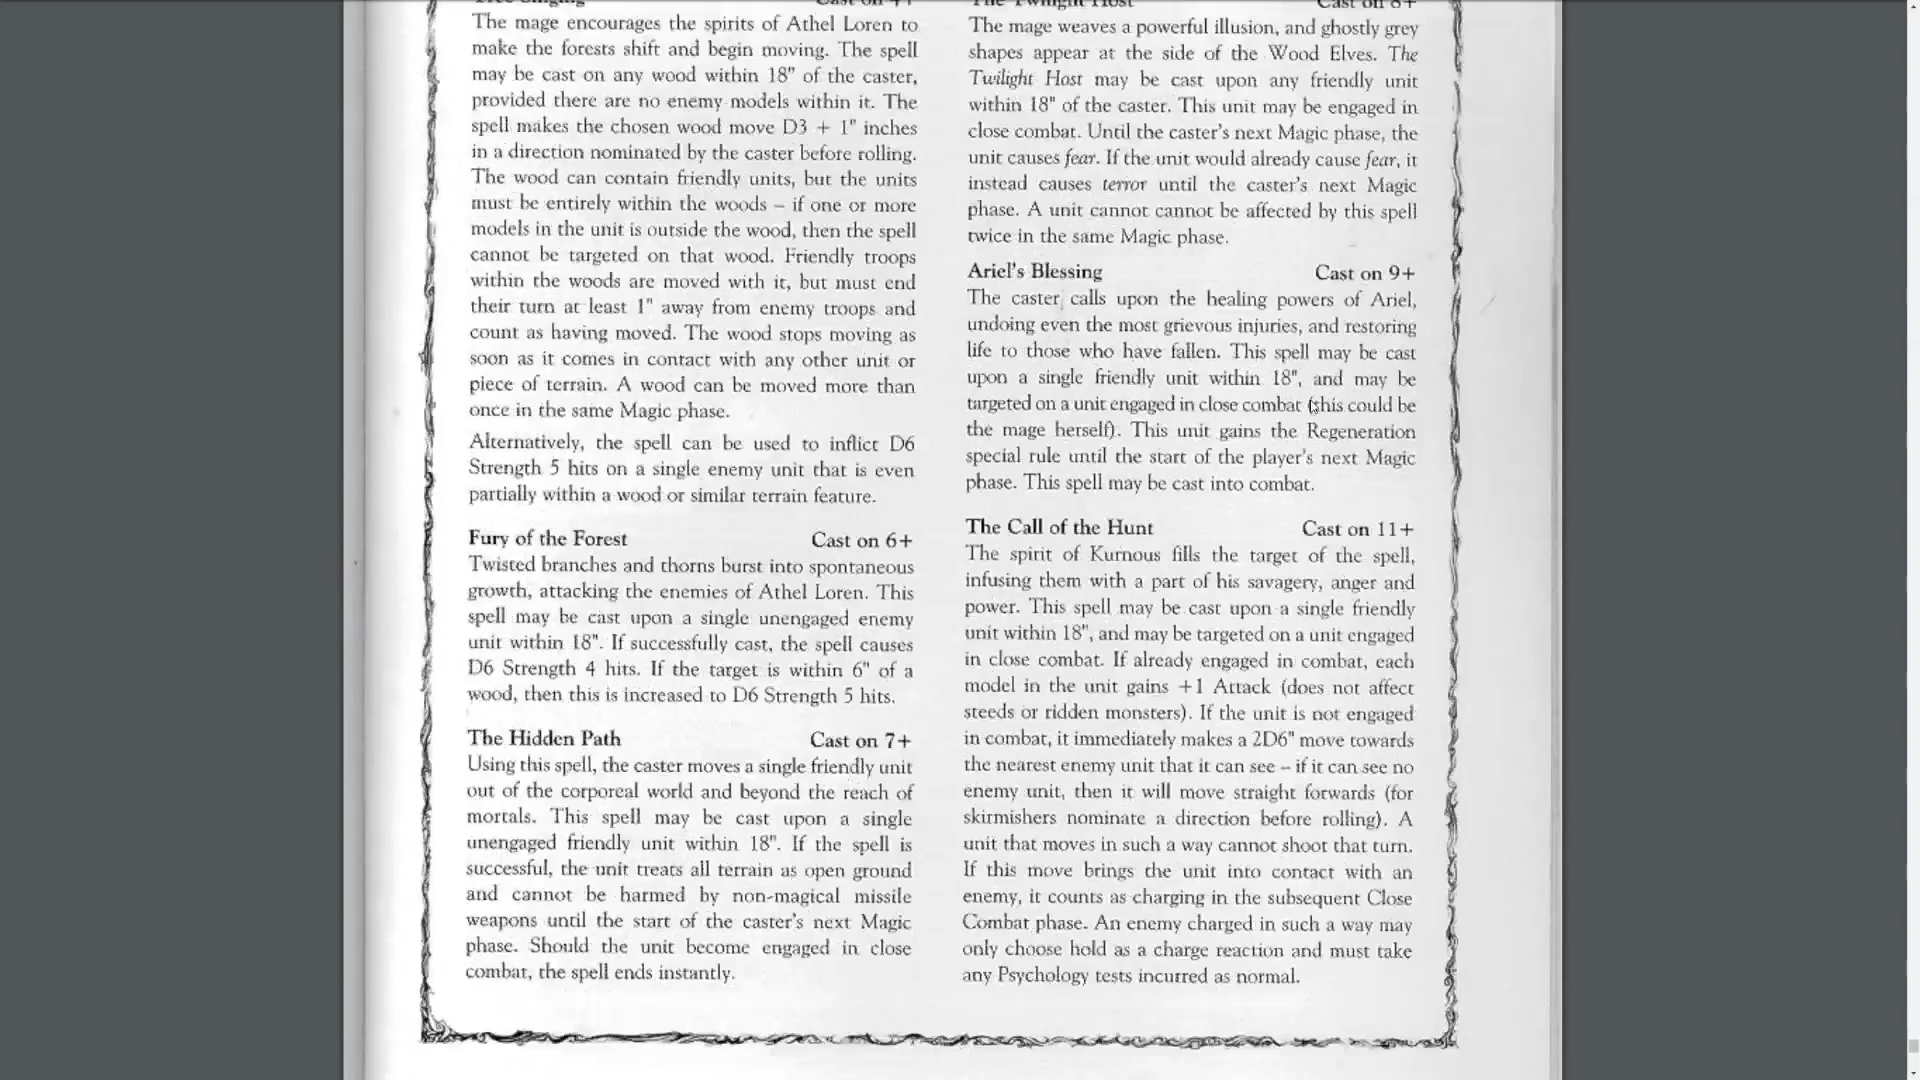 The mage encourages the spirits of Athel Loren to
make the forests shift and begin moving. The spell
may be cast on any wood within 18" of the caster,
provided there are no enemy models within it. The
spell makes the chosen wood move D3 + 1" inches
in a direction nominated by the caster before rolling.
The wood can contain friendly units, but the units
must be entirely within the woods – if one or more
models in the unit is outside the wood, then the spell
cannot be targeted on that wood. Friendly troops
within the woods are moved with it, but must end
their turn at least 1" away from enemy troops and
count as having moved. The wood stops moving as
soon as it comes in contact with any other unit or
piece of terrain. A wood can be moved more than
once in the same Magic phase.
Alternatively, the spell can be used to inflict D6
Strength 5 hits on a single enemy unit that is even
partially within a wood or similar terrain feature.
Fury of the Forest Cast on 6+
Twisted branches and thorns burst into spontaneous
growth, attacking the enemies of Athel Loren. This
spell may be cast upon a single unengaged enemy
unit within 18". If successfully cast, the spell causes
D6 Strength 4 hits. If the target is within 6" of a
wood, then this is increased to D6 Strength 5 hits.
The Hidden Path Cast on 7+
Using this spell, the caster moves a single friendly unit
out of the corporeal world and beyond the reach of
mortals. This spell may be cast upon a single
unengaged friendly unit within 18". If the spell is
successful, the unit treats all terrain as open ground
and cannot be harmed by non-magical missile
weapons until the start of the caster's next Magic
phase. Should the unit become engaged in close
combat, the spell ends instantly.
The Twilight Host Cast on 8+
The mage weaves a powerful illusion, and ghostly grey
shapes appear at the side of the Wood Elves. The
Twilight Host may be cast upon any friendly unit
within 18" of the caster. This unit may be engaged in
close combat. Until the caster's next Magic phase, the
unit causes fear. If the unit would already cause fear, it
instead causes terror until the caster's next Magic
phase. A unit cannot cannot be affected by this spell
twice in the same Magic phase.
Ariel's Blessing Cast on 9+
The caster calls upon the healing powers of Ariel,
undoing even the most grievous injuries, and restoring
life to those who have fallen. This spell may be cast
upon a single friendly unit within 18", and may be
targeted on a unit engaged in close combat (this could be
the mage herself). This unit gains the Regeneration
special rule until the start of the player's next Magic
phase. This spell may be cast into combat.
The Call of the Hunt Cast on 11+
The spirit of Kurnous fills the target of the spell,
infusing them with a part of his savagery, anger and
power. This spell may be cast upon a single friendly
unit within 18", and may be targeted on a unit engaged
in close combat. If already engaged in combat, each
model in the unit gains +1 Attack (does not affect
steeds or ridden monsters). If the unit is not engaged
in combat, it immediately makes a 2D6" move towards
the nearest enemy unit that it can see – if it can see no
enemy unit, then it will move straight forwards (for
skirmishers nominate a direction before rolling). A
unit that moves in such a way cannot shoot that turn.
If this move brings the unit into contact with an
enemy, it counts as charging in the subsequent Close
Combat phase. An enemy charged in such a way may
only choose hold as a charge reaction and must take
any Psychology tests incurred as normal.